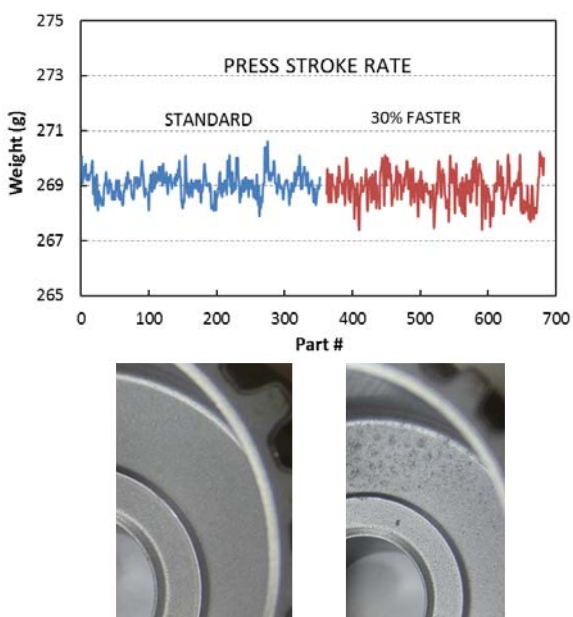 PRESS STROKE RATE
STANDARD
30% FASTER
Weight (g)
275
273
271
269
267
265
0 100 200 300 400 500 600 700
Part #